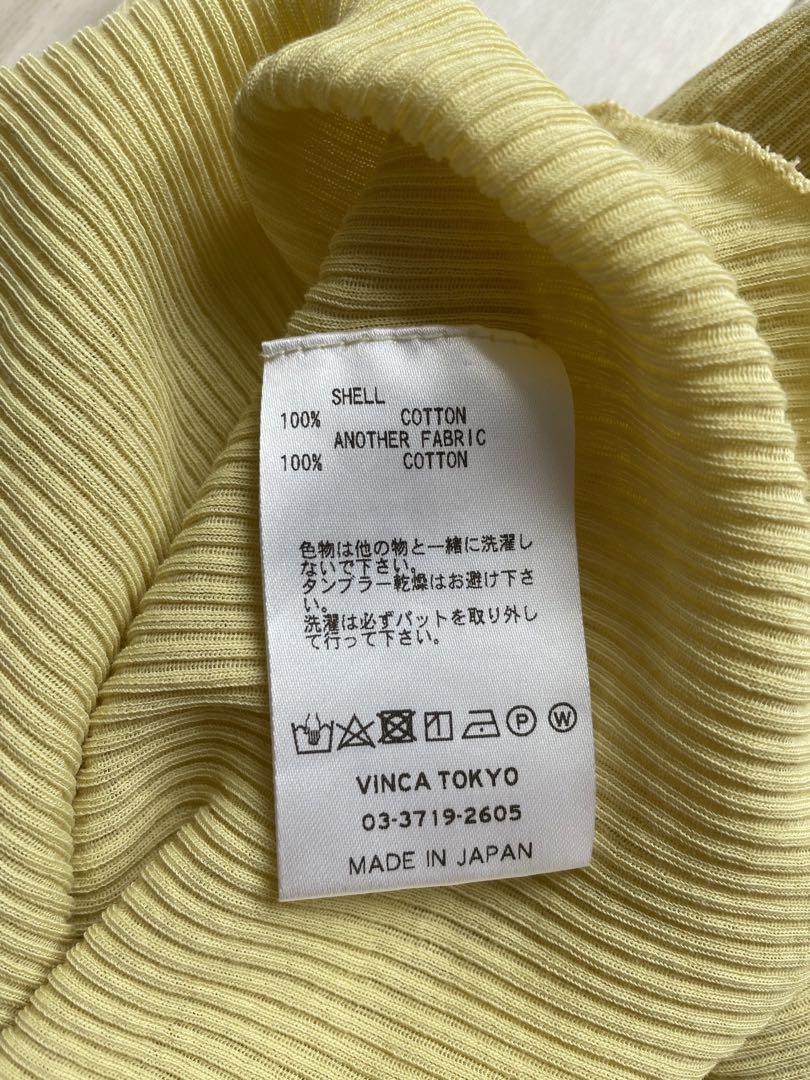 SHELL
100% COTTON
ANOTHER FABRIC
100% COTTON
色物は他の物と一緒に洗濯し
ないで下さい。
タンブラー乾燥はお避け下さ
い。
洗濯は必ずパットを取り外し
て行って下さい。
P W
VINCA TOKYO
03-3719-2605
MADE IN JAPAN